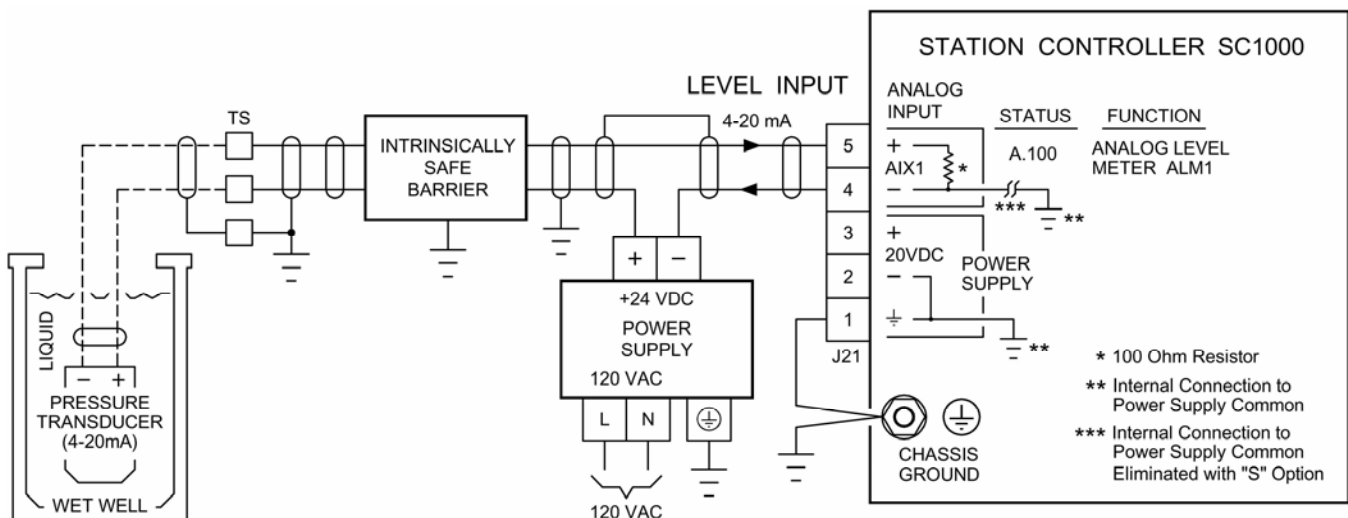 STATION CONTROLLER SC1000
LEVEL INPUT
4-20 mA
TS
INTRINSICALLY
SAFE
BARRIER
ANALOG
INPUT
STATUS
FUNCTION
5
+
AIX1
*
A.100
ANALOG LEVEL
METER ALM1
4
−
***
**
3
+
20VDC
2
−
POWER
SUPPLY
1
**
J21
+ −
+24 VDC
POWER
SUPPLY
120 VAC
L N
120 VAC
LIQUID
− +
PRESSURE
TRANSDUCER
(4-20mA)
WET WELL
CHASSIS
GROUND
* 100 Ohm Resistor
** Internal Connection to
Power Supply Common
*** Internal Connection to
Power Supply Common
Eliminated with "S" Option